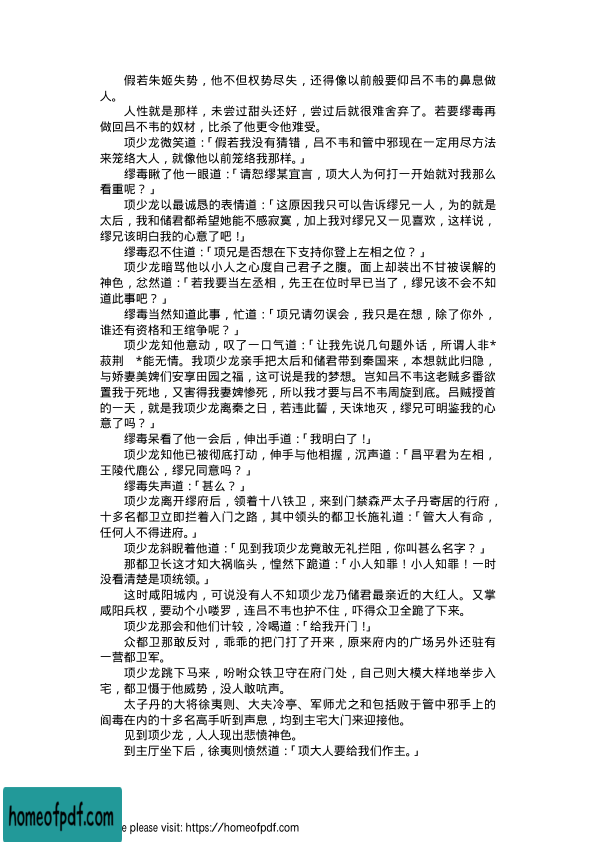 假若朱姬失势，他不但权势尽失，还得像以前般要仰吕不韦的鼻息做
人。
人性就是那样，未尝过甜头还好，尝过后就很难舍弃了。若要缪毒再
做回吕不韦的奴材，比杀了他更令他难受。
项少龙微笑道：「假若我没有猜错，吕不韦和管中邪现在一定用尽方法
来笼络大人，就像他以前笼络我那样。」
缪毒瞅了他一眼道：「请恕缪某宜言，项大人为何打一开始就对我那么
看重呢？」
项少龙以最诚恳的表情道：「这原因我只可以告诉缪兄一人，为的就是
太后，我和储君都希望她能不感寂寞，加上我对缪兄又一见喜欢，这样说，
缪兄该明白我的心意了吧！」
缪毒忍不住道：「项兄是否想在下支持你登上左相之位？」
项少龙暗骂他以小人之心度自己君子之腹。面上却装出不甘被误解的
神色，忿然道：「若我要当左丞相，先王在位时早已当了，缪兄该不会不知
道此事吧？」
缪毒当然知道此事，忙道：「项兄请勿误会，我只是在想，除了你外，
谁还有资格和王绾争呢？」
项少龙知他意动，叹了一口气道：「让我先说几句题外话，所谓人非*
菽荆　*能无情。我项少龙亲手把太后和储君带到秦国来，本想就此归隐，
与娇妻美婢们安享田园之福，这可说是我的梦想。岂知吕不韦这老贼多番欲
置我于死地，又害得我妻婢惨死，所以我才要与吕不韦周旋到底。吕贼授首
的一天，就是我项少龙离秦之日，若违此誓，天诛地灭，缪兄可明鉴我的心
意了吗？」
缪毒呆看了他一会后，伸出手道：「我明白了！」
项少龙知他已被彻底打动，伸手与他相握，沉声道：「昌平君为左相，
王陵代鹿公，缪兄同意吗？」
缪毒失声道：「甚么？」
项少龙离开缪府后，领着十八铁卫，来到门禁森严太子丹寄居的行府，
十多名都卫立即拦着入门之路，其中领头的都卫长施礼道：「管大人有命，
任何人不得进府。」
项少龙斜睨着他道：「见到我项少龙竟敢无礼拦阻，你叫甚么名字？」
那都卫长这才知大祸临头，惶然下跪道：「小人知罪！小人知罪！一时
没看清楚是项统领。」
这时咸阳城内，可说没有人不知项少龙乃储君最亲近的大红人。又掌
咸阳兵权，要动个小喽罗，连吕不韦也护不住，吓得众卫全跪了下来。
项少龙那会和他们计较，冷喝道：「给我开门！」
众都卫那敢反对，乖乖的把门打了开来，原来府内的广场另外还驻有
一营都卫军。
项少龙跳下马来，吩咐众铁卫守在府门处，自己则大模大样地举步入
宅，都卫慑于他威势，没人敢吭声。
太子丹的大将徐夷则、大夫冷亭、军师尤之和包括败于管中邪手上的
阎毒在内的十多名高手听到声息，均到主宅大门来迎接他。
见到项少龙，人人现出悲愤神色。
到主厅坐下后，徐夷则愤然道：「项大人要给我们作主。」
homeofpdf.com
e please visit: https://homeofpdf.com